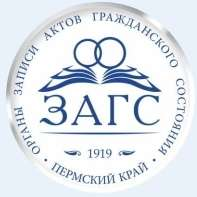 ОРГАНЫ ЗАПИСИ АКТОВ ГРАЖДАНСКОГО СОСТОЯНИЯ
ЗАГС
1919
• ПЕРМСКИЙ КРАЙ •